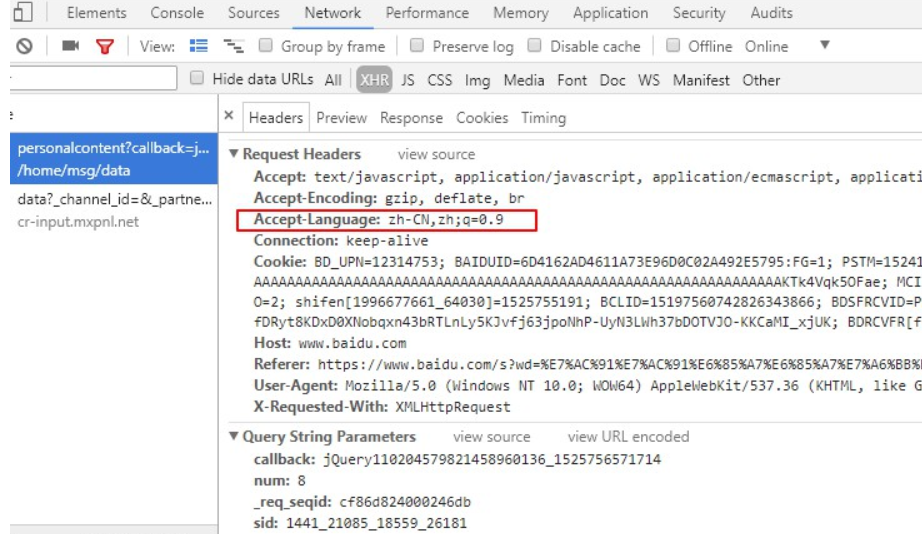 Elements Console Sources Network Performance Memory Application Security Audits
View: Group by frame Preserve log Disable cache Offline Online
Hide data URLs All XHR JS CSS Img Media Font Doc WS Manifest Other
× Headers Preview Response Cookies Timing
personalcontent?callback=j...
/home/msg/data
data?_channel_id=&_partne...
cr-input.mxpnl.net
Request Headers view source
Accept: text/javascript, application/javascript, application/ecmascript, applicati
Accept-Encoding: gzip, deflate, br
Accept-Language: zh-CN,zh;q=0.9
Connection: keep-alive
Cookie: BD_UPN=12314753; BAIDUID=6D4162AD4611A73E96D0C02A492E5795:FG=1; PSTM=15241
AAAAAAAAAAAAAAAAAAAAAAAAAAAAAAAAAAAAAAAAAAAAAAAAAAAAAAAAAAAAAAAAAAAAKTk4Vqk5OFae; MCI
O=2; shifen[1996677661_64030]=1525755191; BCLID=15197560742826343866; BDSFRCVID=P
fDRyt8KDxD0XNobqxn43bRTLnLy5KJvfj63jpoNhP-UyN3LWh37bDOTVJO-KKCaMI_xjUK; BDRCVFR[f
Host: www.baidu.com
Referer: https://www.baidu.com/s?wd=%E7%AC%91%E7%AC%91%E6%85%A7%E6%85%A7%E7%A6%BB%
User-Agent: Mozilla/5.0 (Windows NT 10.0; WOW64) AppleWebKit/537.36 (KHTML, like G
X-Requested-With: XMLHttpRequest
Query String Parameters view source view URL encoded
callback: jQuery110204579821458960136_1525756571714
num: 8
_req_seqid: cf86d824000246db
sid: 1441_21085_18559_26181